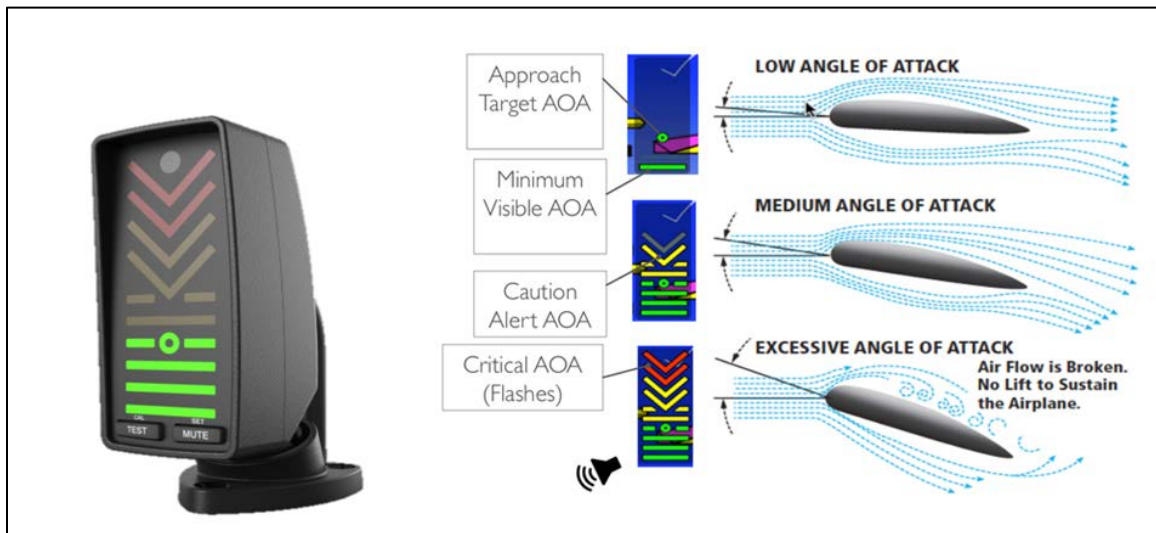 CAL
SET
TEST
MUTE
Approach
Target AOA
Minimum
Visible AOA
Caution
Alert AOA
Critical AOA
(Flashes)
LOW ANGLE OF ATTACK
MEDIUM ANGLE OF ATTACK
EXCESSIVE ANGLE OF ATTACK
Air Flow is Broken.
No Lift to Sustain
the Airplane.